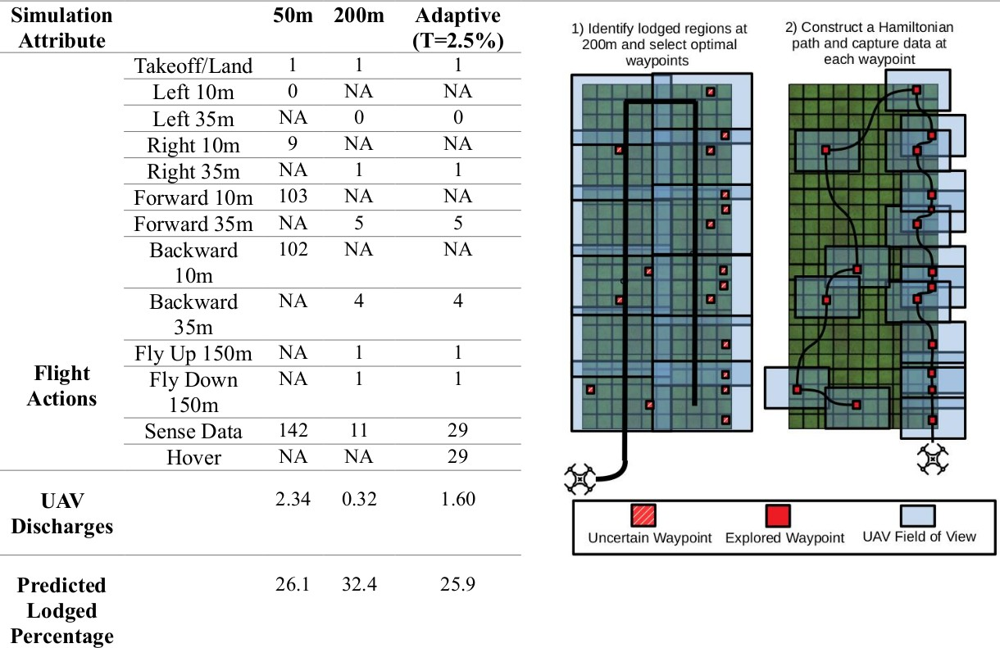 Simulation Attribute 50m 200m Adaptive (T=2.5%)
Flight Actions
Takeoff/Land 1 1 1
Left 10m 0 NA NA
Left 35m NA 0 0
Right 10m 9 NA NA
Right 35m NA 1 1
Forward 10m 103 NA NA
Forward 35m NA 5 5
Backward 10m 102 NA NA
Backward 35m NA 4 4
Fly Up 150m NA 1 1
Fly Down 150m NA 1 1
Sense Data 142 11 29
Hover NA NA 29
UAV Discharges 2.34 0.32 1.60
Predicted Lodged Percentage 26.1 32.4 25.9
1) Identify lodged regions at
200m and select optimal
waypoints
2) Construct a Hamiltonian
path and capture data at
each waypoint
Uncertain Waypoint Explored Waypoint UAV Field of View